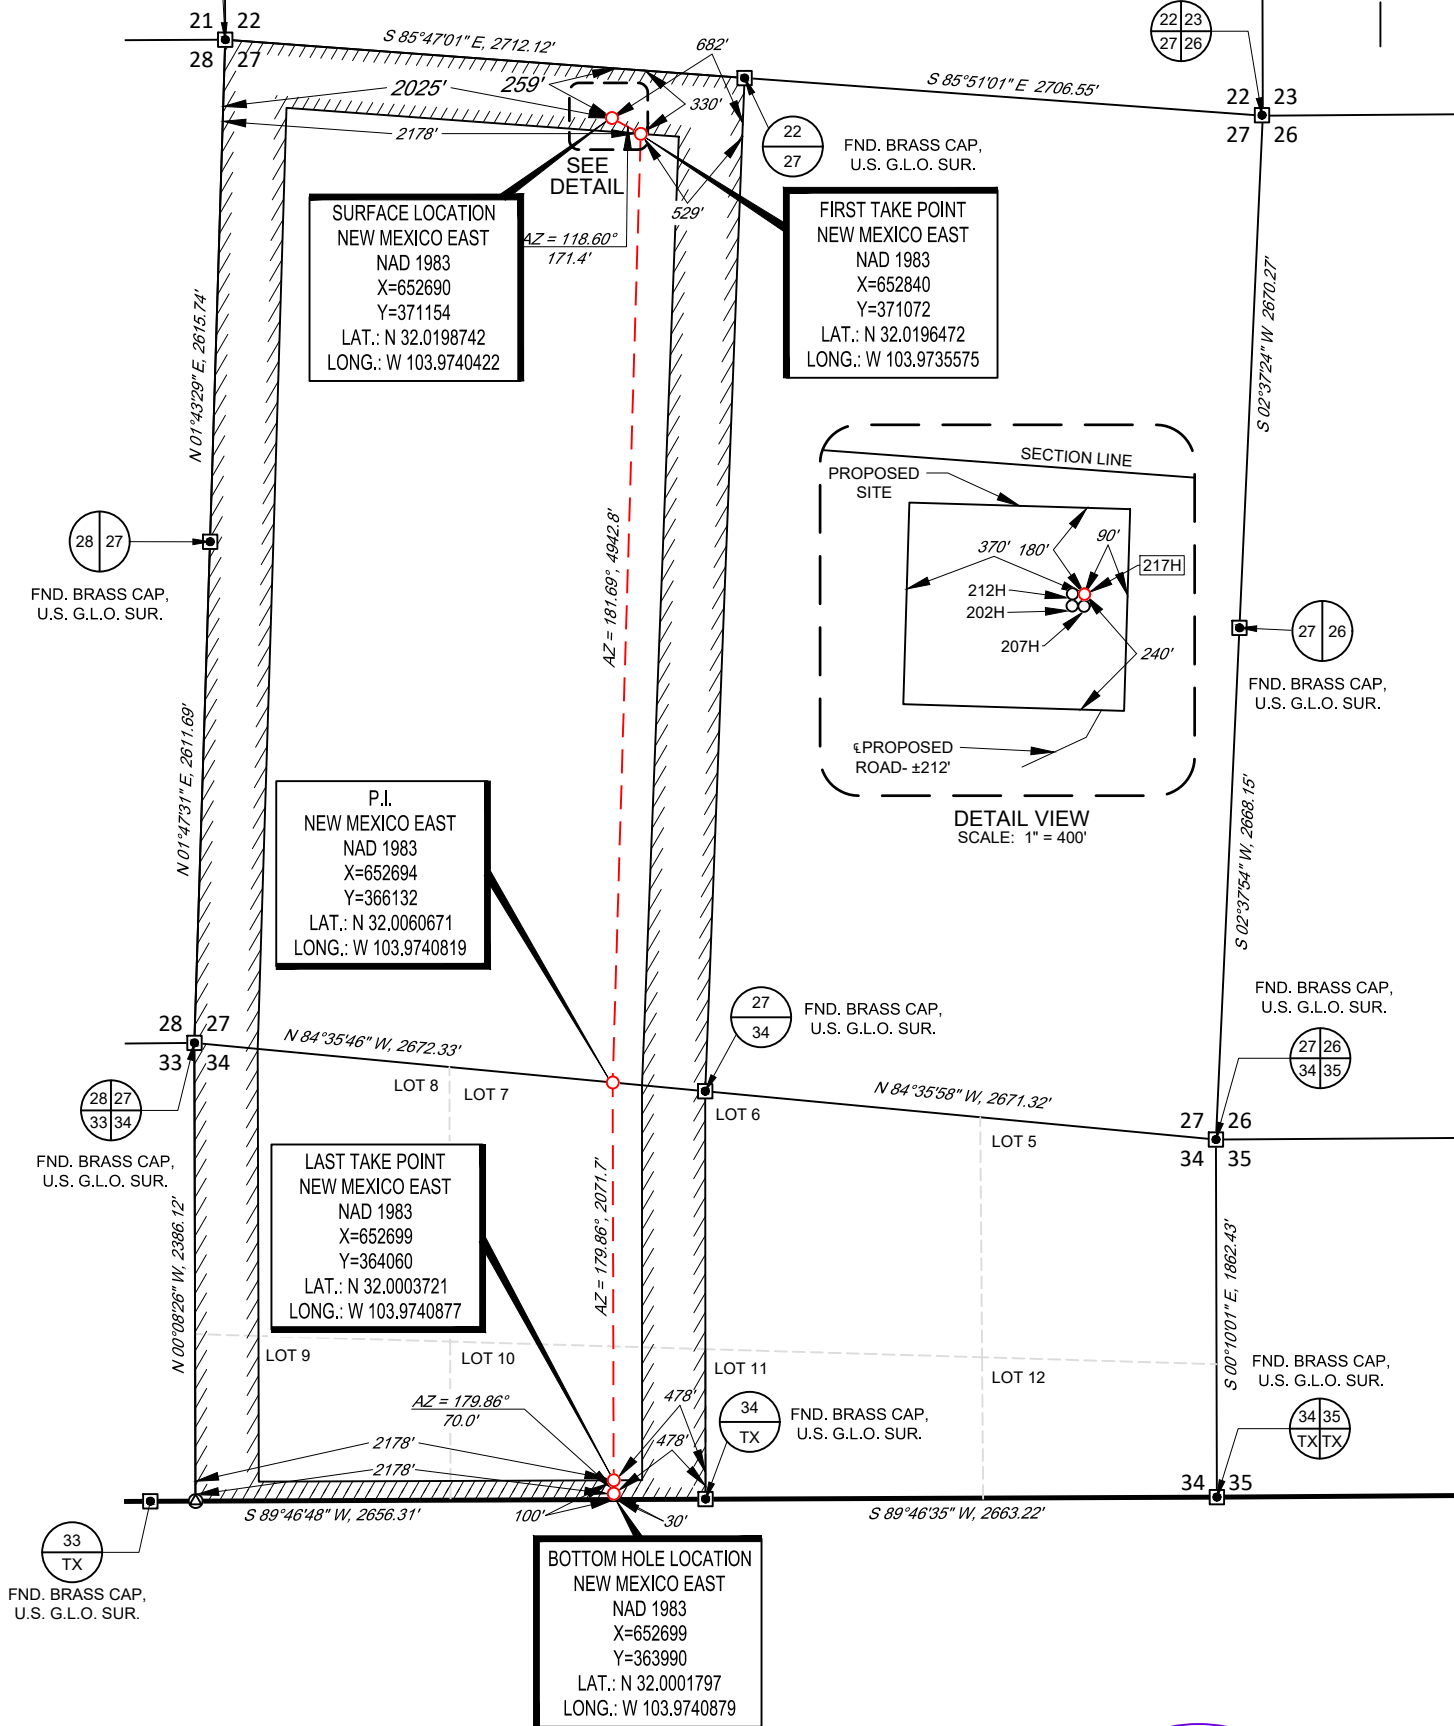 21 22
28 27
S 85°47'01" E, 2712.12'
682'
22 23
27 26
2025'
259'
330'
S 85°51'01" E 2706.55'
22 23
27 26
2178'
22
27
FND. BRASS CAP,
U.S. G.L.O. SUR.
SEE
DETAIL
529'
AZ = 118.60°
171.4'
SURFACE LOCATION
NEW MEXICO EAST
NAD 1983
X=652690
Y=371154
LAT.: N 32.0198742
LONG.: W 103.9740422
FIRST TAKE POINT
NEW MEXICO EAST
NAD 1983
X=652840
Y=371072
LAT.: N 32.0196472
LONG.: W 103.9735575
N 01°43'29" E, 2615.74'
S 02°37'24" W 2670.27'
SECTION LINE
PROPOSED
SITE
370' 180'
90'
217H
212H
202H
207H
240'
℄PROPOSED
ROAD- ±212'
DETAIL VIEW
SCALE: 1" = 400'
28 27
FND. BRASS CAP,
U.S. G.L.O. SUR.
AZ = 181.69°, 4942.8'
27 26
FND. BRASS CAP,
U.S. G.L.O. SUR.
N 01°47'31" E, 2611.69'
S 02°37'54" W, 2668.15'
P.I.
NEW MEXICO EAST
NAD 1983
X=652694
Y=366132
LAT.: N 32.0060671
LONG.: W 103.9740819
28 27
33 34
N 84°35'46" W, 2672.33'
27
34
FND. BRASS CAP,
U.S. G.L.O. SUR.
FND. BRASS CAP,
U.S. G.L.O. SUR.
27 26
34 35
LOT 8
LOT 7
LOT 6
N 84°35'58" W, 2671.32'
LOT 5
27 26
34 35
28 27
33 34
FND. BRASS CAP,
U.S. G.L.O. SUR.
LAST TAKE POINT
NEW MEXICO EAST
NAD 1983
X=652699
Y=364060
LAT.: N 32.0003721
LONG.: W 103.9740877
N 00°08'26" W, 2386.12'
AZ = 179.86°, 2071.7'
S 00°10'01" E, 1862.43'
LOT 9
LOT 10
LOT 11
LOT 12
FND. BRASS CAP,
U.S. G.L.O. SUR.
AZ = 179.86°
70.0'
478'
34
TX
FND. BRASS CAP,
U.S. G.L.O. SUR.
34 35
TX TX
2178'
478'
2178'
34 35
S 89°46'48" W, 2656.31'
100'
30'
S 89°46'35" W, 2663.22'
33
TX
FND. BRASS CAP,
U.S. G.L.O. SUR.
BOTTOM HOLE LOCATION
NEW MEXICO EAST
NAD 1983
X=652699
Y=363990
LAT.: N 32.0001797
LONG.: W 103.9740879